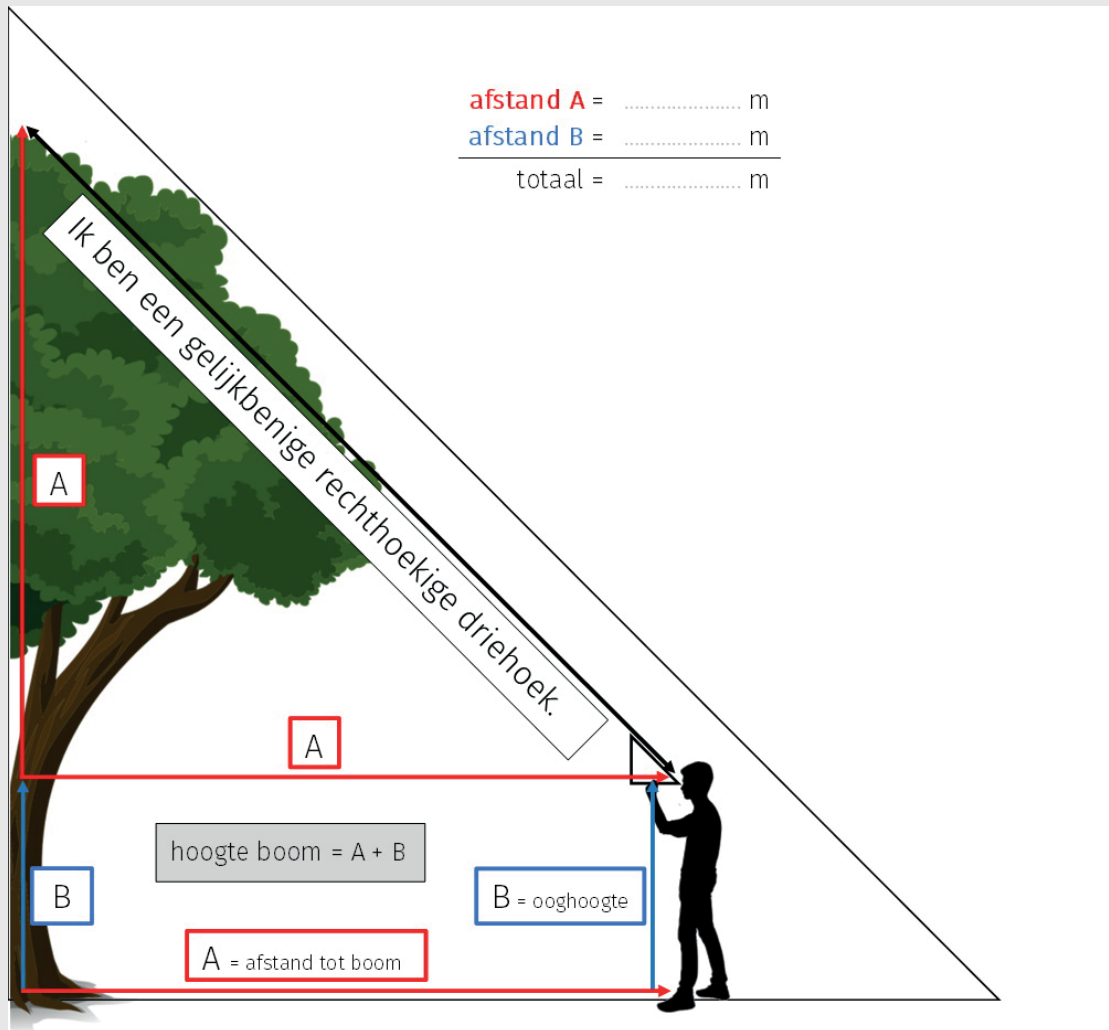 afstand A = ..................... m
afstand B = ..................... m
totaal = ..................... m
Ik ben een gelijkbenige rechthoekige driehoek.
A
A
hoogte boom = A + B
B
B = ooghoogte
A = afstand tot boom